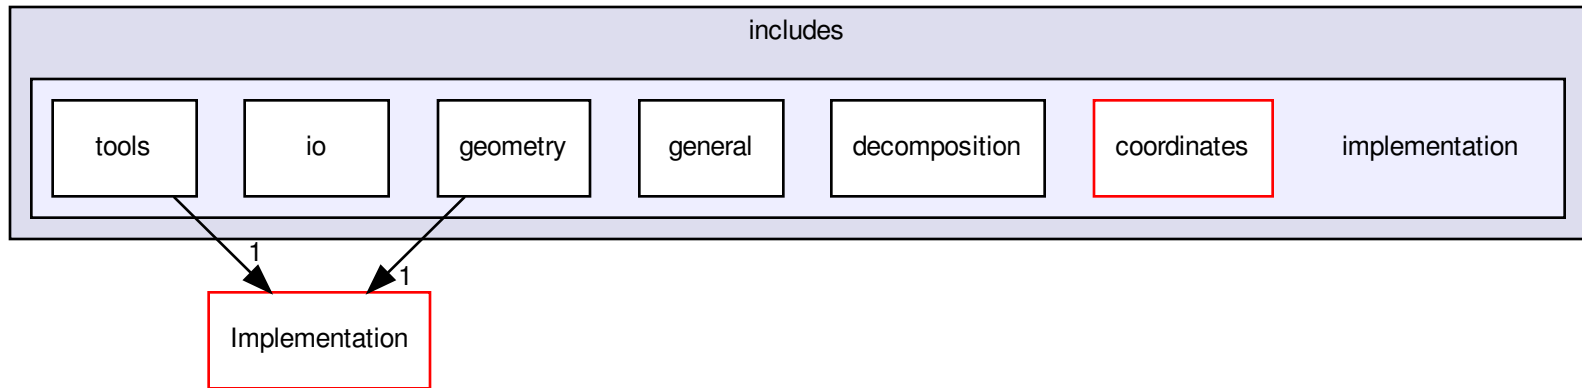 includes
tools
io
geometry
general
decomposition
coordinates
implementation
1
1
Implementation